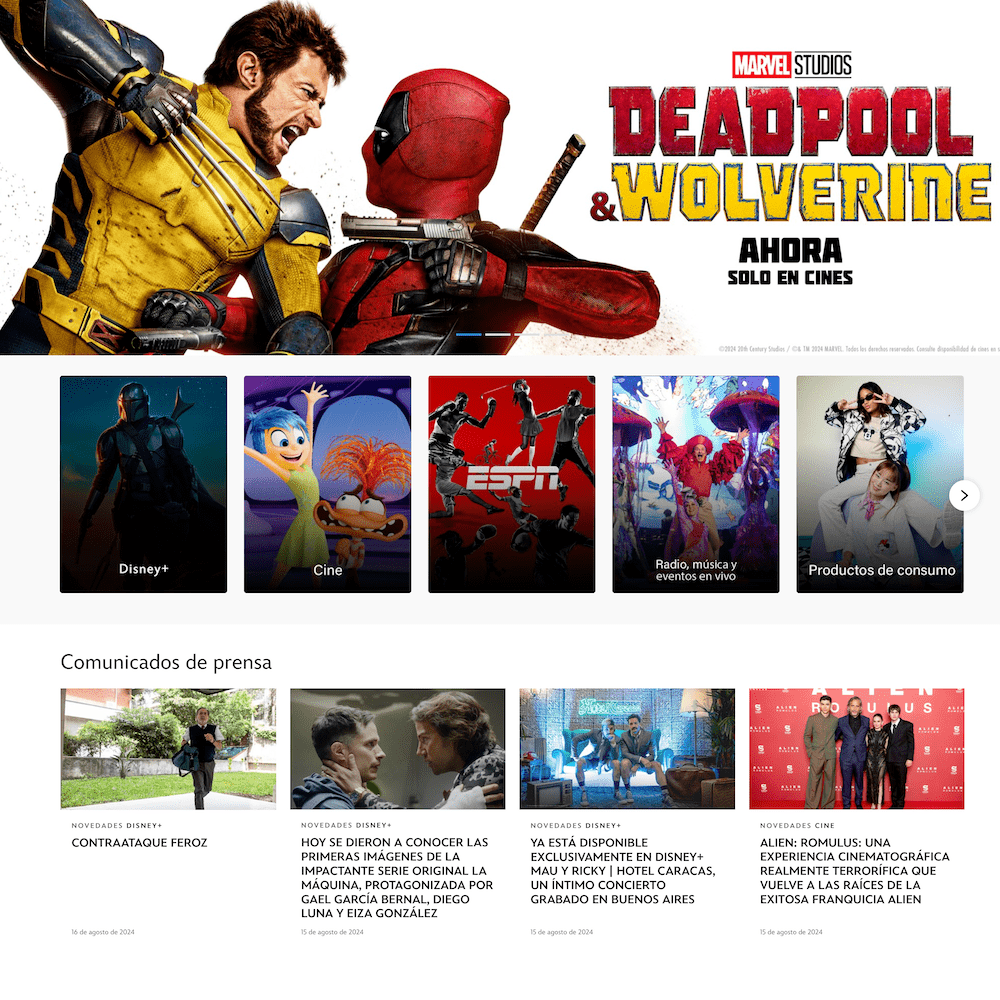 MARVEL STUDIOS
DEADPOOL
& WOLVERINE
AHORA
SOLO EN CINES
©2024 20th Century Studios / © & TM 2024 MARVEL. Todos los derechos reservados. Consulte disponibilidad de cines en s
Disney+
Cine
ESPN
Radio, música y
eventos en vivo
Productos de consumo
Comunicados de prensa
ALIEN
ROMULUS
NOVEDADES DISNEY+
CONTRAATAQUE FEROZ
16 de agosto de 2024
NOVEDADES DISNEY+
HOY SE DIERON A CONOCER LAS
PRIMERAS IMÁGENES DE LA
IMPACTANTE SERIE ORIGINAL LA
MÁQUINA, PROTAGONIZADA POR
GAEL GARCÍA BERNAL, DIEGO
LUNA Y EIZA GONZÁLEZ
15 de agosto de 2024
NOVEDADES DISNEY+
YA ESTÁ DISPONIBLE
EXCLUSIVAMENTE EN DISNEY+
MAU Y RICKY | HOTEL CARACAS,
UN ÍNTIMO CONCIERTO
GRABADO EN BUENOS AIRES
15 de agosto de 2024
NOVEDADES CINE
ALIEN: ROMULUS: UNA
EXPERIENCIA CINEMATOGRÁFICA
REALMENTE TERRORÍFICA QUE
VUELVE A LAS RAÍCES DE LA
EXITOSA FRANQUICIA ALIEN
15 de agosto de 2024